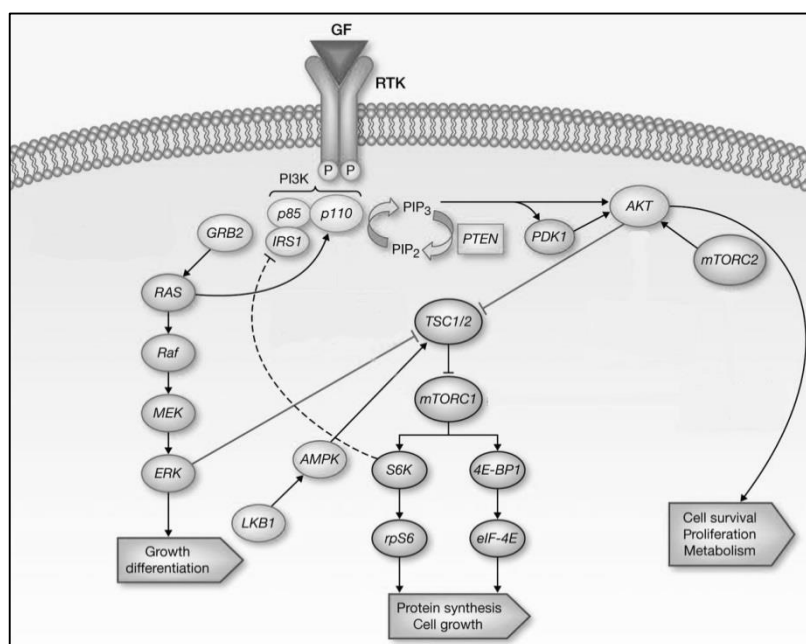 GF
RTK
P P
PI3K
p85 p110
IRS1
PIP3
PIP2
PTEN
PDK1
AKT
mTORC2
GRB2
RAS
Raf
MEK
ERK
Growth
differentiation
TSC1/2
mTORC1
AMPK
LKB1
S6K
4E-BP1
rpS6
eIF-4E
Protein synthesis
Cell growth
Cell survival
Proliferation
Metabolism